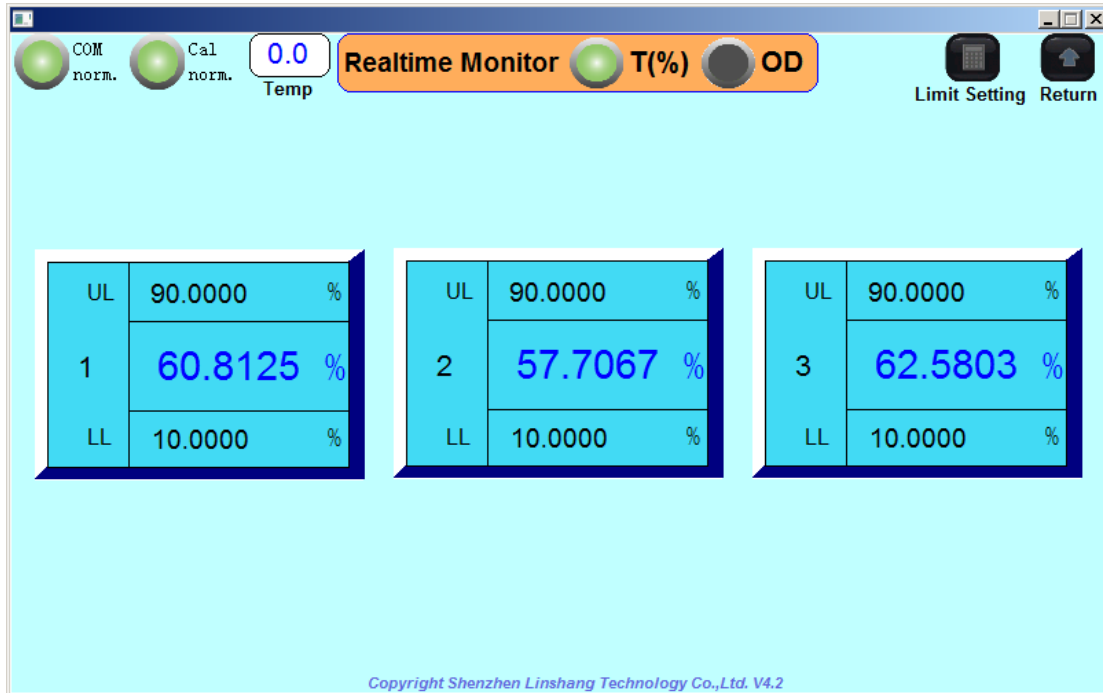 COM
norm.
Cal
norm.
0.0
Temp
Realtime Monitor T(%) OD
Limit Setting
Return
UL 90.0000 %
1 60.8125 %
LL 10.0000 %
UL 90.0000 %
2 57.7067 %
LL 10.0000 %
UL 90.0000 %
3 62.5803 %
LL 10.0000 %
Copyright Shenzhen Linshang Technology Co.,Ltd. V4.2